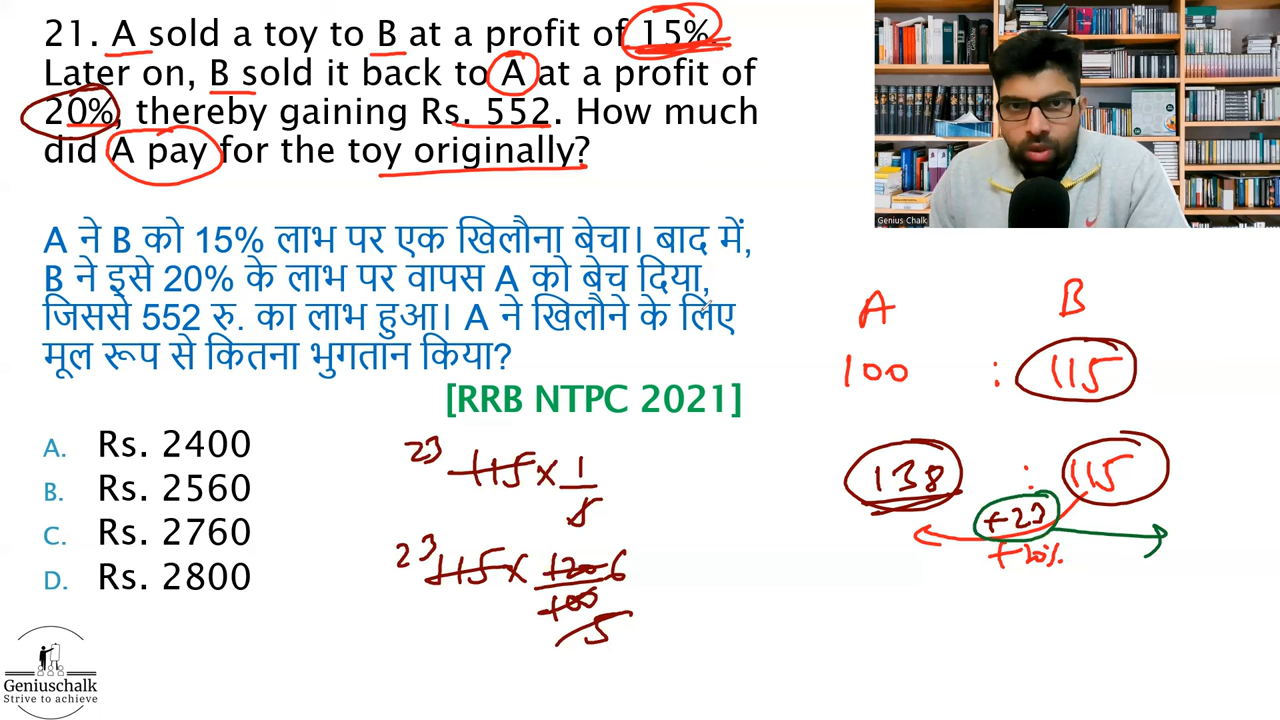 21. A sold a toy to B at a profit of 15%
Later on, B sold it back to A at a profit of
20%, thereby gaining Rs. 552. How much
did A pay for the toy originally?
A ने B को 15% लाभ पर एक खिलौना बेचा। बाद में,
B ने इसे 20% के लाभ पर वापस A को बेच दिया,
जिससे 552 रु. का लाभ हुआ। A ने खिलौने के लिए
मूल रूप से कितना भुगतान किया?
[RRB NTPC 2021]
A. Rs. 2400
B. Rs. 2560
C. Rs. 2760
D. Rs. 2800
23
115 × 1
5
23
115 × 120 6
100
5
Genius Chalk
A B
100 : 115
138 : 115
+23
+20%
Geniuschalk
Strive to achieve